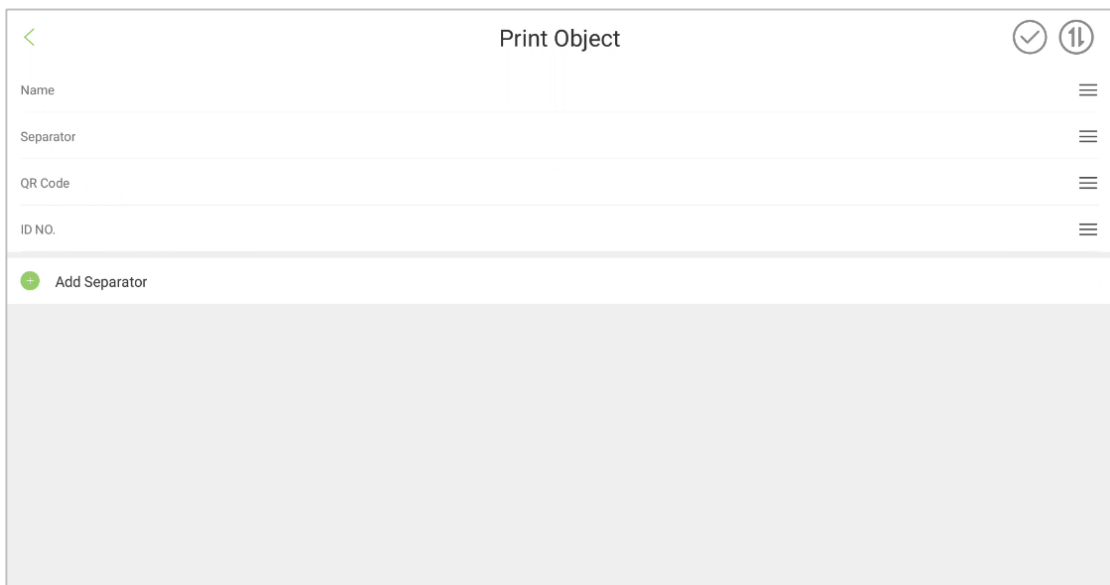 Print Object
Name
Separator
QR Code
ID NO.
Add Separator